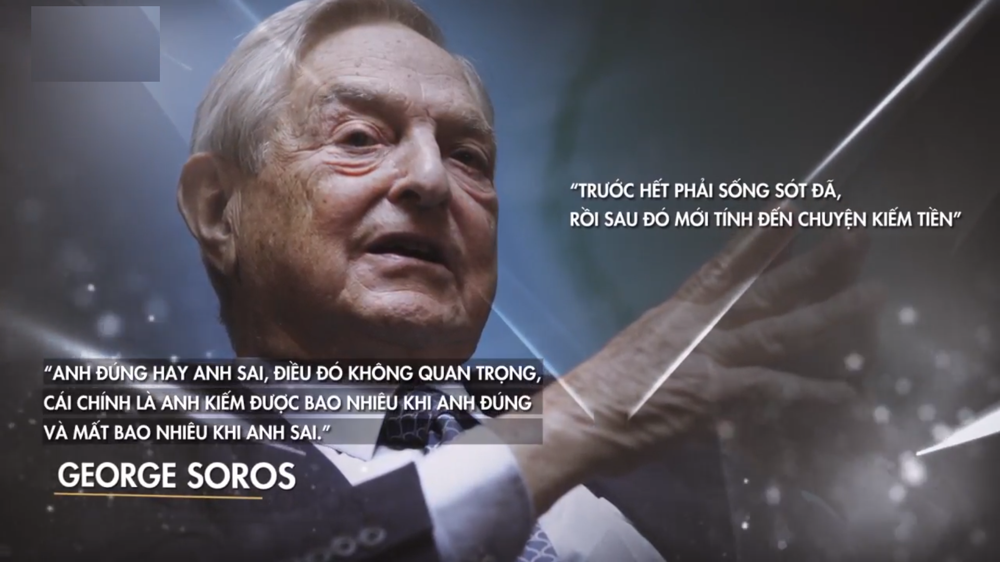 “TRƯỚC HẾT PHẢI SỐNG SÓT ĐÃ,
RỒI SAU ĐÓ MỚI TÍNH ĐẾN CHUYỆN KIẾM TIỀN”
“ANH ĐÚNG HAY ANH SAI, ĐIỀU ĐÓ KHÔNG QUAN TRỌNG,
CÁI CHÍNH LÀ ANH KIẾM ĐƯỢC BAO NHIÊU KHI ANH ĐÚNG
VÀ MẤT BAO NHIÊU KHI ANH SAI.”
GEORGE SOROS